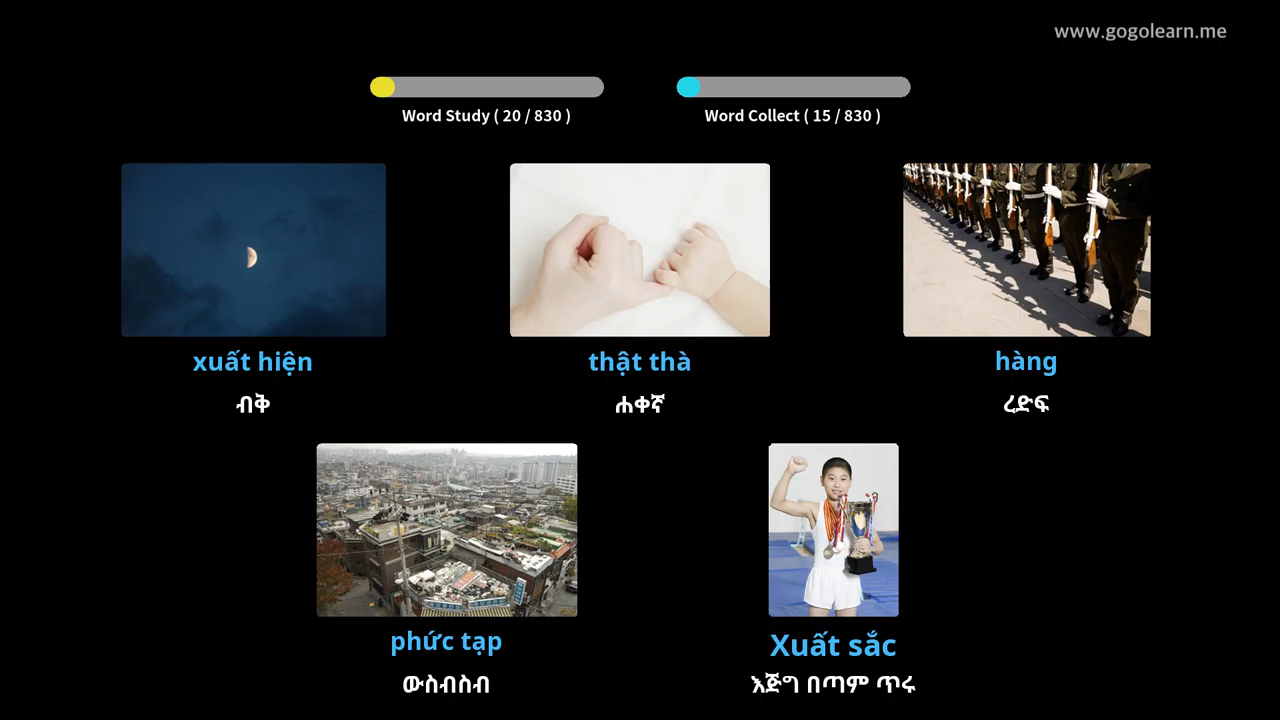 www.gogolearn.me
Word Study ( 20 / 830 )
Word Collect ( 15 / 830 )
xuất hiện
ብቅ
thật thà
ሐቀኛ
hàng
ረድፍ
phức tạp
ውስብስብ
Xuất sắc
እጅግ በጣም ጥሩ